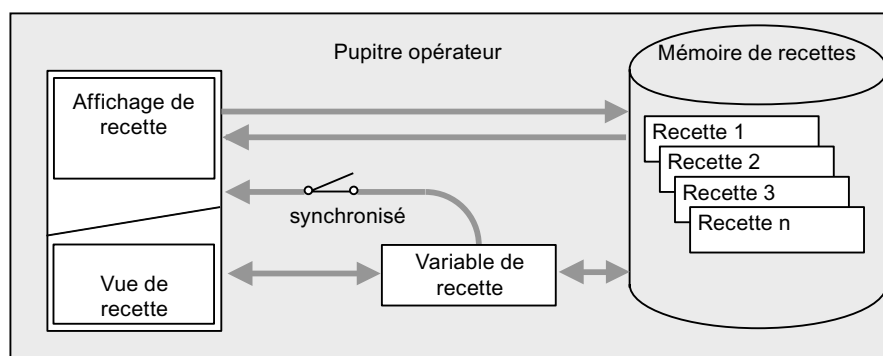 Pupitre opérateur
Mémoire de recettes
Affichage de
recette
Recette 1
Recette 2
Recette 3
Recette n
synchronisé
Variable de
recette
Vue de
recette